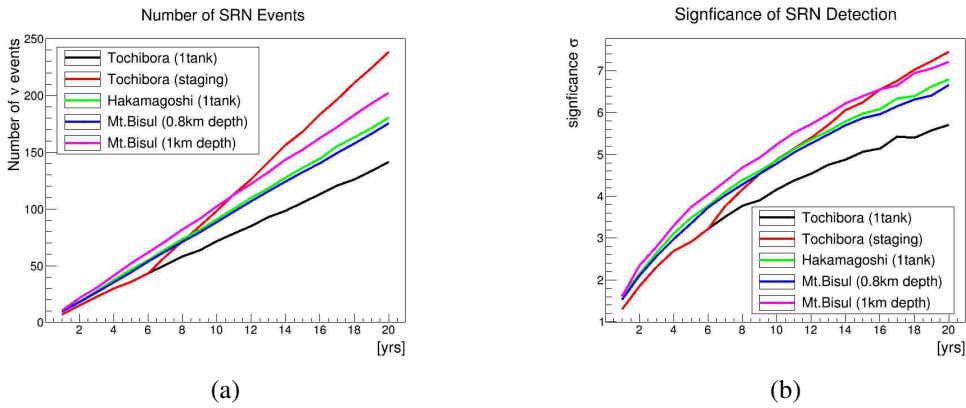 Number of SRN Events
Number of ν events
250
200
150
100
50
0
Tochibora (1tank)
Tochibora (staging)
Hakamagoshi (1tank)
Mt.Bisul (0.8km depth)
Mt.Bisul (1km depth)
2 4 6 8 10 12 14 16 18 20
[yrs]
(a)
Signficance of SRN Detection
signficance σ
7
6
5
4
3
2
1
Tochibora (1tank)
Tochibora (staging)
Hakamagoshi (1tank)
Mt.Bisul (0.8km depth)
Mt.Bisul (1km depth)
2 4 6 8 10 12 14 16 18 20
[yrs]
(b)